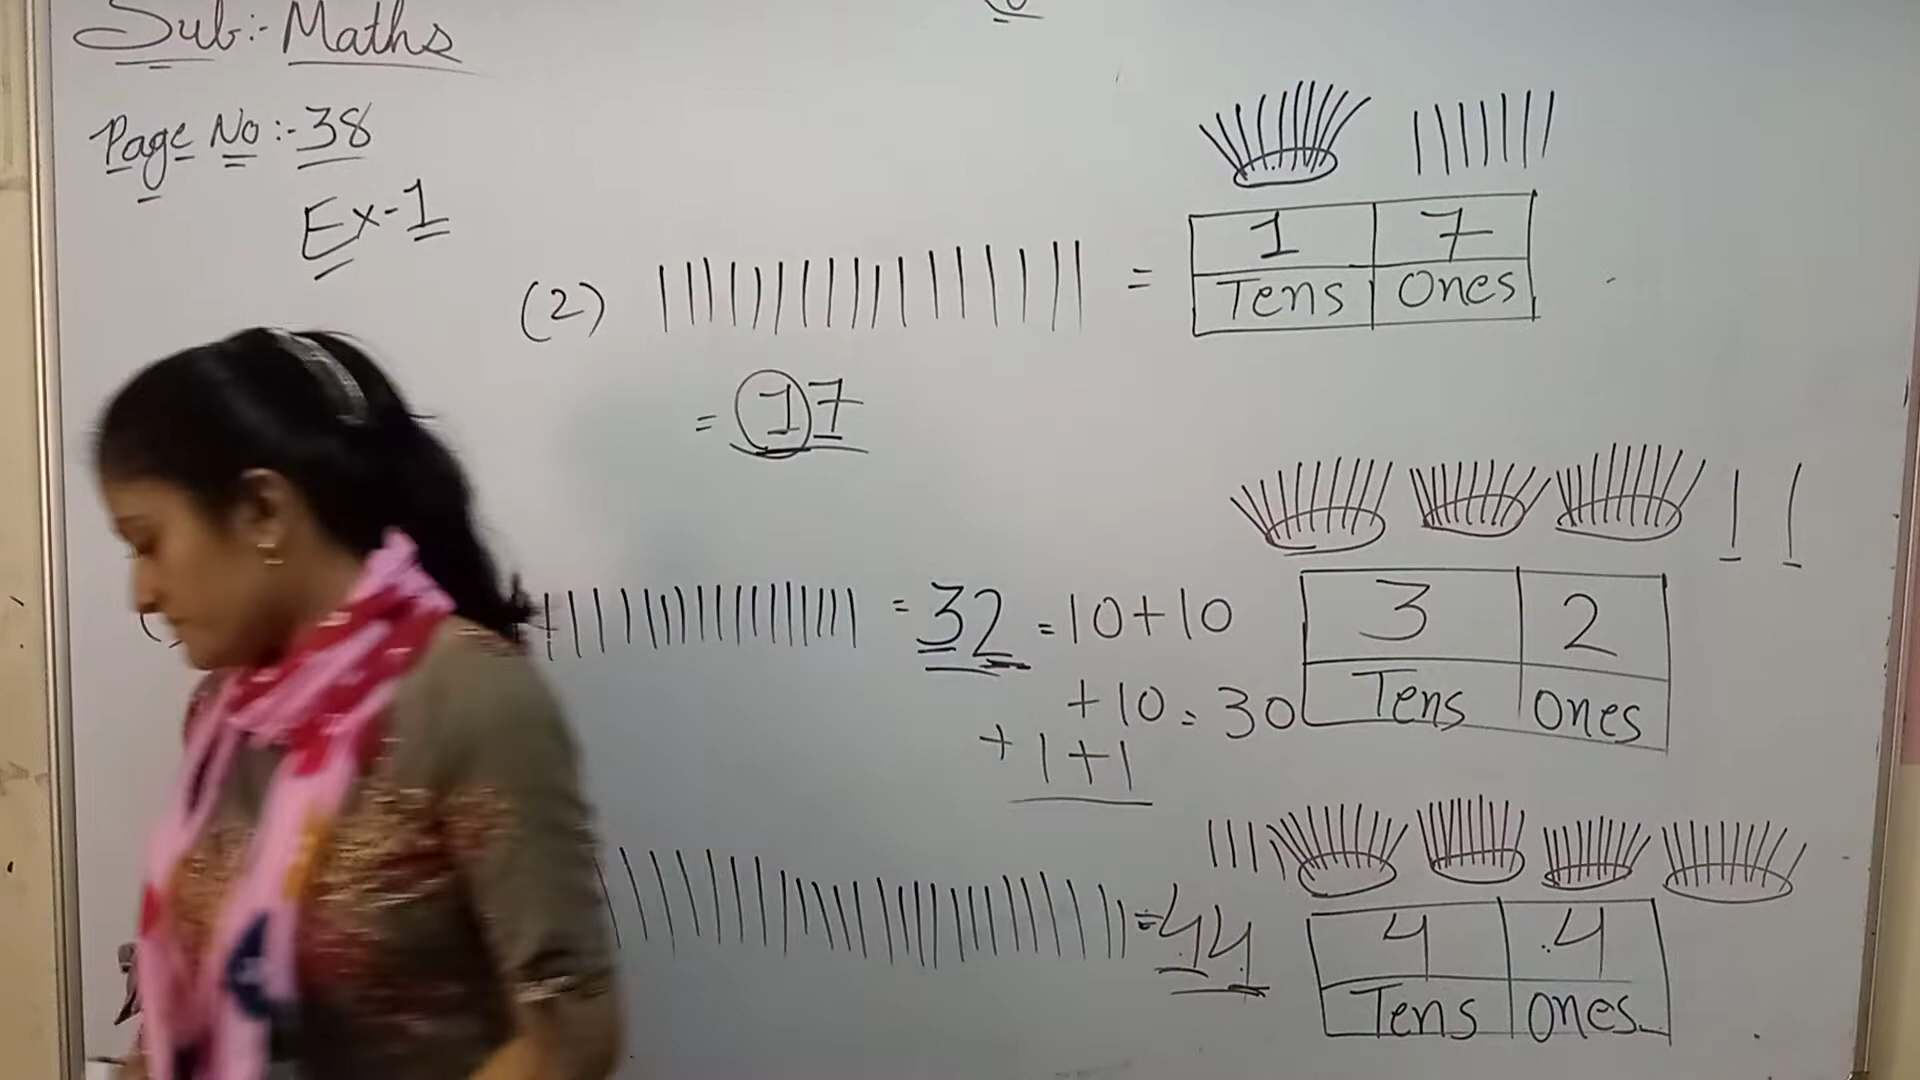 Sub:- Maths
Page No:- 38
Ex-1
(2) = 1 7
Tens Ones
= 17
= 32 = 10+10
+10 = 30
+ 1+1
3 2
Tens Ones
= 44
4 4
Tens Ones